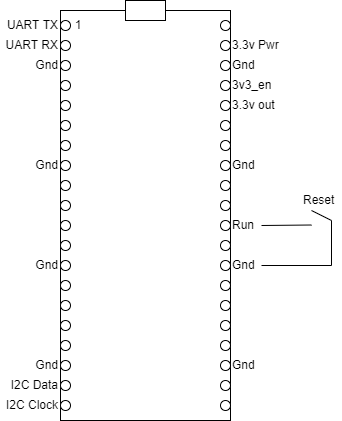 UART TX 1
UART RX 3.3v Pwr
Gnd Gnd
3v3_en
3.3v out
Gnd Gnd
Reset
Run
Gnd Gnd
Gnd Gnd
I2C Data
I2C Clock